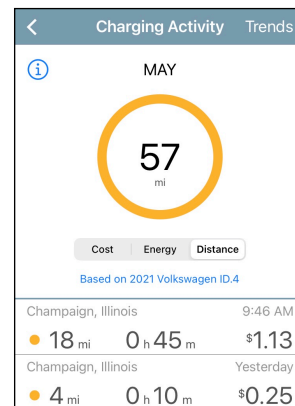 Charging Activity Trends
i MAY
57
mi
Cost Energy Distance
Based on 2021 Volkswagen ID.4
Champaign, Illinois 9:46 AM
18 mi 0 h 45 m $1.13
Champaign, Illinois Yesterday
4 mi 0 h 10 m $0.25